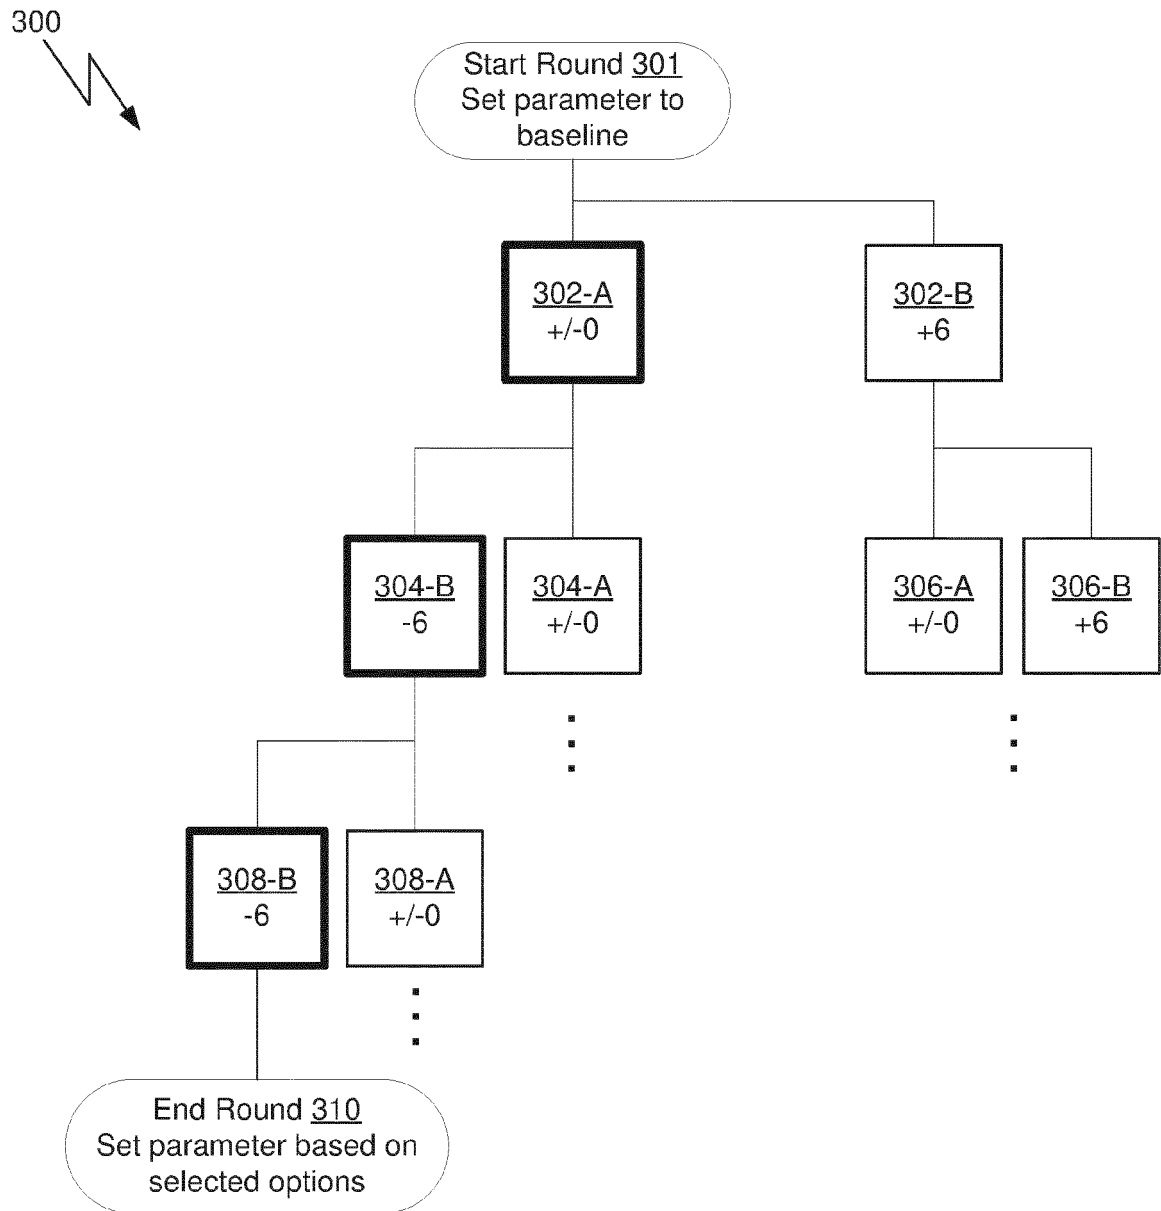 300
Start Round 301
Set parameter to
baseline
302-A
+/-0
302-B
+6
304-B
-6
304-A
+/-0
306-A
+/-0
306-B
+6
308-B
-6
308-A
+/-0
End Round 310
Set parameter based on
selected options